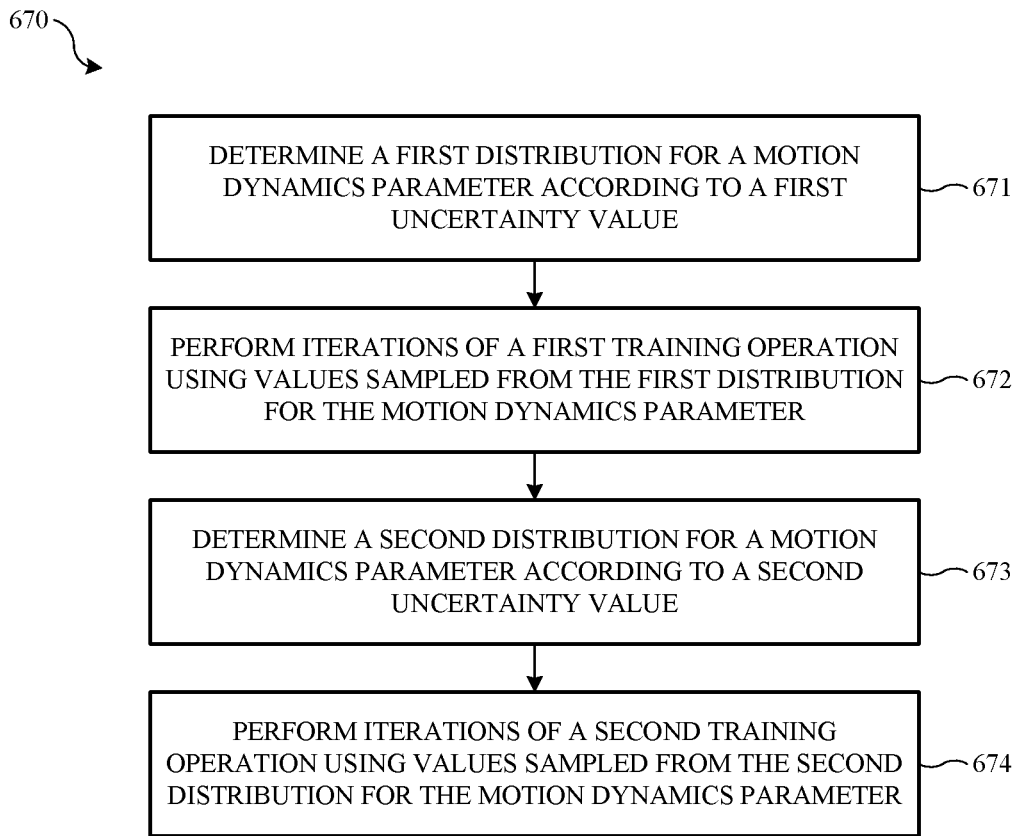 670
DETERMINE A FIRST DISTRIBUTION FOR A MOTION
DYNAMICS PARAMETER ACCORDING TO A FIRST
UNCERTAINTY VALUE
671
PERFORM ITERATIONS OF A FIRST TRAINING OPERATION
USING VALUES SAMPLED FROM THE FIRST DISTRIBUTION
FOR THE MOTION DYNAMICS PARAMETER
672
DETERMINE A SECOND DISTRIBUTION FOR A MOTION
DYNAMICS PARAMETER ACCORDING TO A SECOND
UNCERTAINTY VALUE
673
PERFORM ITERATIONS OF A SECOND TRAINING
OPERATION USING VALUES SAMPLED FROM THE SECOND
DISTRIBUTION FOR THE MOTION DYNAMICS PARAMETER
674